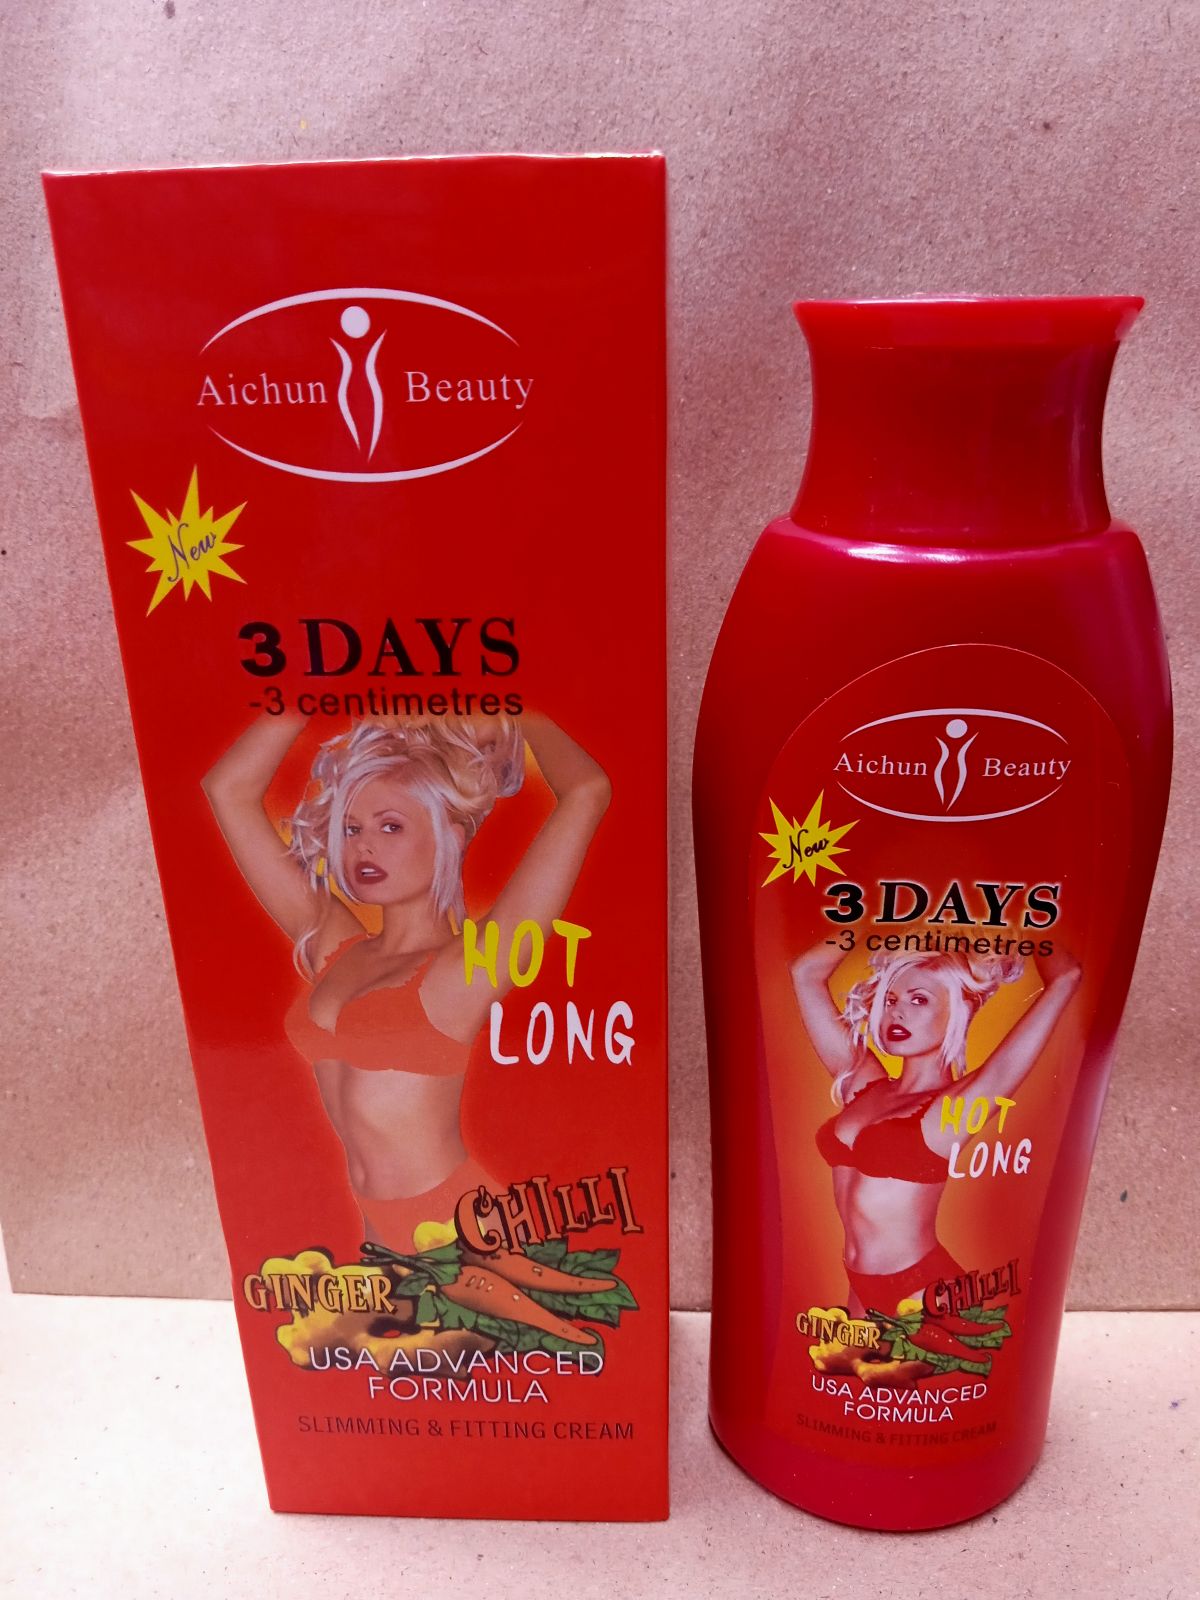 Aichun Beauty
New
3 DAYS
-3 centimetres
HOT
LONG
CHILLI
GINGER
USA ADVANCED
FORMULA
SLIMMING & FITTING CREAM
Aichun Beauty
New
3 DAYS
-3 centimetres
HOT
LONG
CHILLI
GINGER
USA ADVANCED
FORMULA
SLIMMING & FITTING CREAM